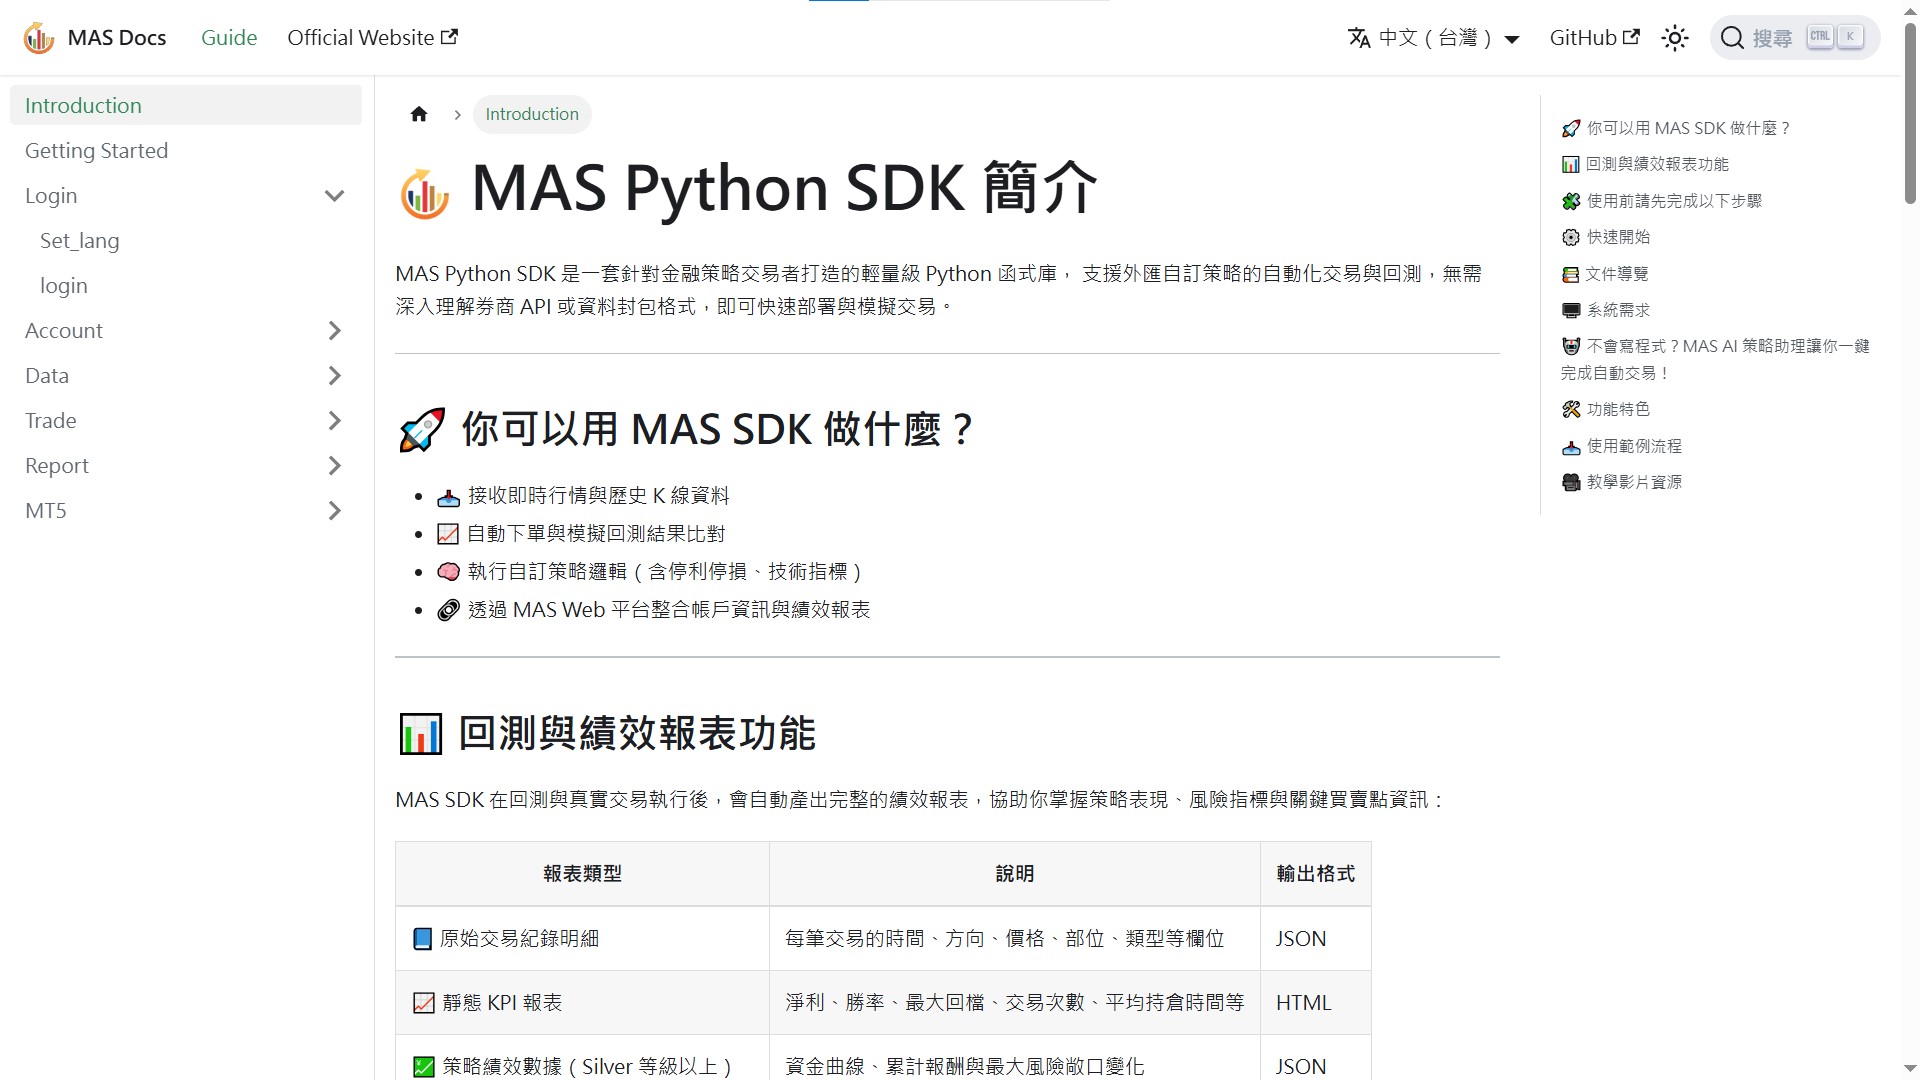 MAS Docs
Guide
Official Website
中文（台灣）
GitHub
搜尋
CTRL K
Introduction
Getting Started
Login
Set_lang
login
Account
Data
Trade
Report
MT5
Introduction
MAS Python SDK 簡介
MAS Python SDK 是一套針對金融策略交易者打造的輕量級 Python 函式庫， 支援外匯自訂策略的自動化交易與回測，無需
深入理解券商 API 或資料封包格式，即可快速部署與模擬交易。
🚀 你可以用 MAS SDK 做什麼？
📥 接收即時行情與歷史 K 線資料
📈 自動下單與模擬回測結果比對
🧠 執行自訂策略邏輯（含停利停損、技術指標）
🔗 透過 MAS Web 平台整合帳戶資訊與績效報表
📊 回測與績效報表功能
MAS SDK 在回測與真實交易執行後，會自動產出完整的績效報表，協助你掌握策略表現、風險指標與關鍵買賣點資訊：
報表類型 說明 輸出格式
📘 原始交易紀錄明細 每筆交易的時間、方向、價格、部位、類型等欄位 JSON
📈 靜態 KPI 報表 淨利、勝率、最大回檔、交易次數、平均持倉時間等 HTML
💹 策略績效數據（Silver 等級以上） 資金曲線、累計報酬與最大風險敞口變化 JSON
🚀 你可以用 MAS SDK 做什麼？
📊 回測與績效報表功能
🧩 使用前請先完成以下步驟
⚙️ 快速開始
📚 文件導覽
🖥️ 系統需求
🤖 不會寫程式？MAS AI 策略助理讓你一鍵
完成自動交易！
🛠️ 功能特色
📥 使用範例流程
🎥 教學影片資源